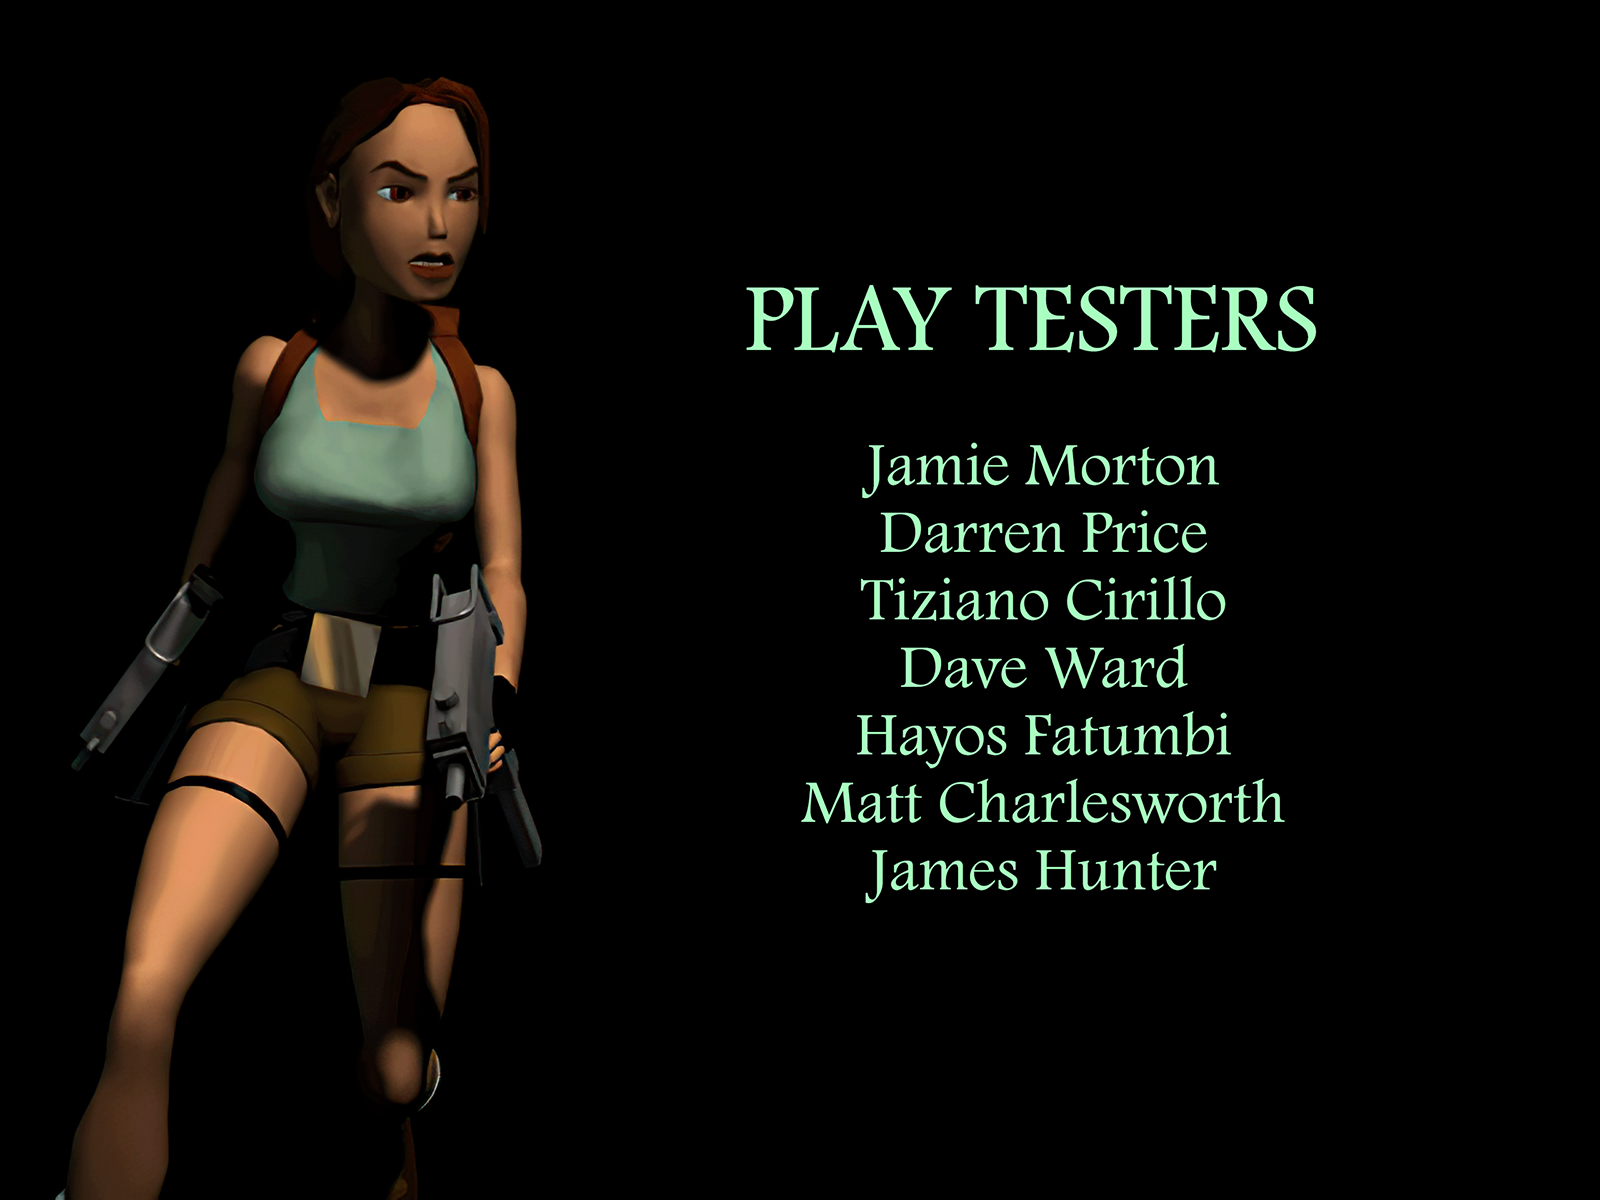 PLAY TESTERS
Jamie Morton
Darren Price
Tiziano Cirillo
Dave Ward
Hayos Fatumbi
Matt Charlesworth
James Hunter